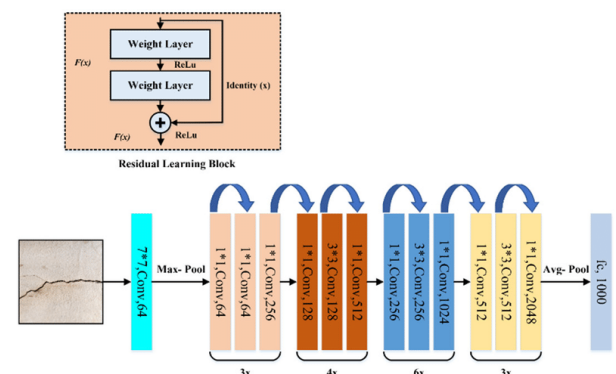 F(x)
Weight Layer
ReLu
Weight Layer
Identity (x)
+
F(x)
ReLu
Residual Learning Block
7*7,Conv,64
Max- Pool
1*1,Conv,64
1*1,Conv,64
1*1,Conv,256
1*1,Conv,128
3*3,Conv,128
1*1,Conv,512
1*1,Conv,256
3*3,Conv,256
1*1,Conv,1024
1*1,Conv,512
3*3,Conv,512
1*1,Conv,2048
Avg- Pool
fc, 1000
3x
4x
6x
3x